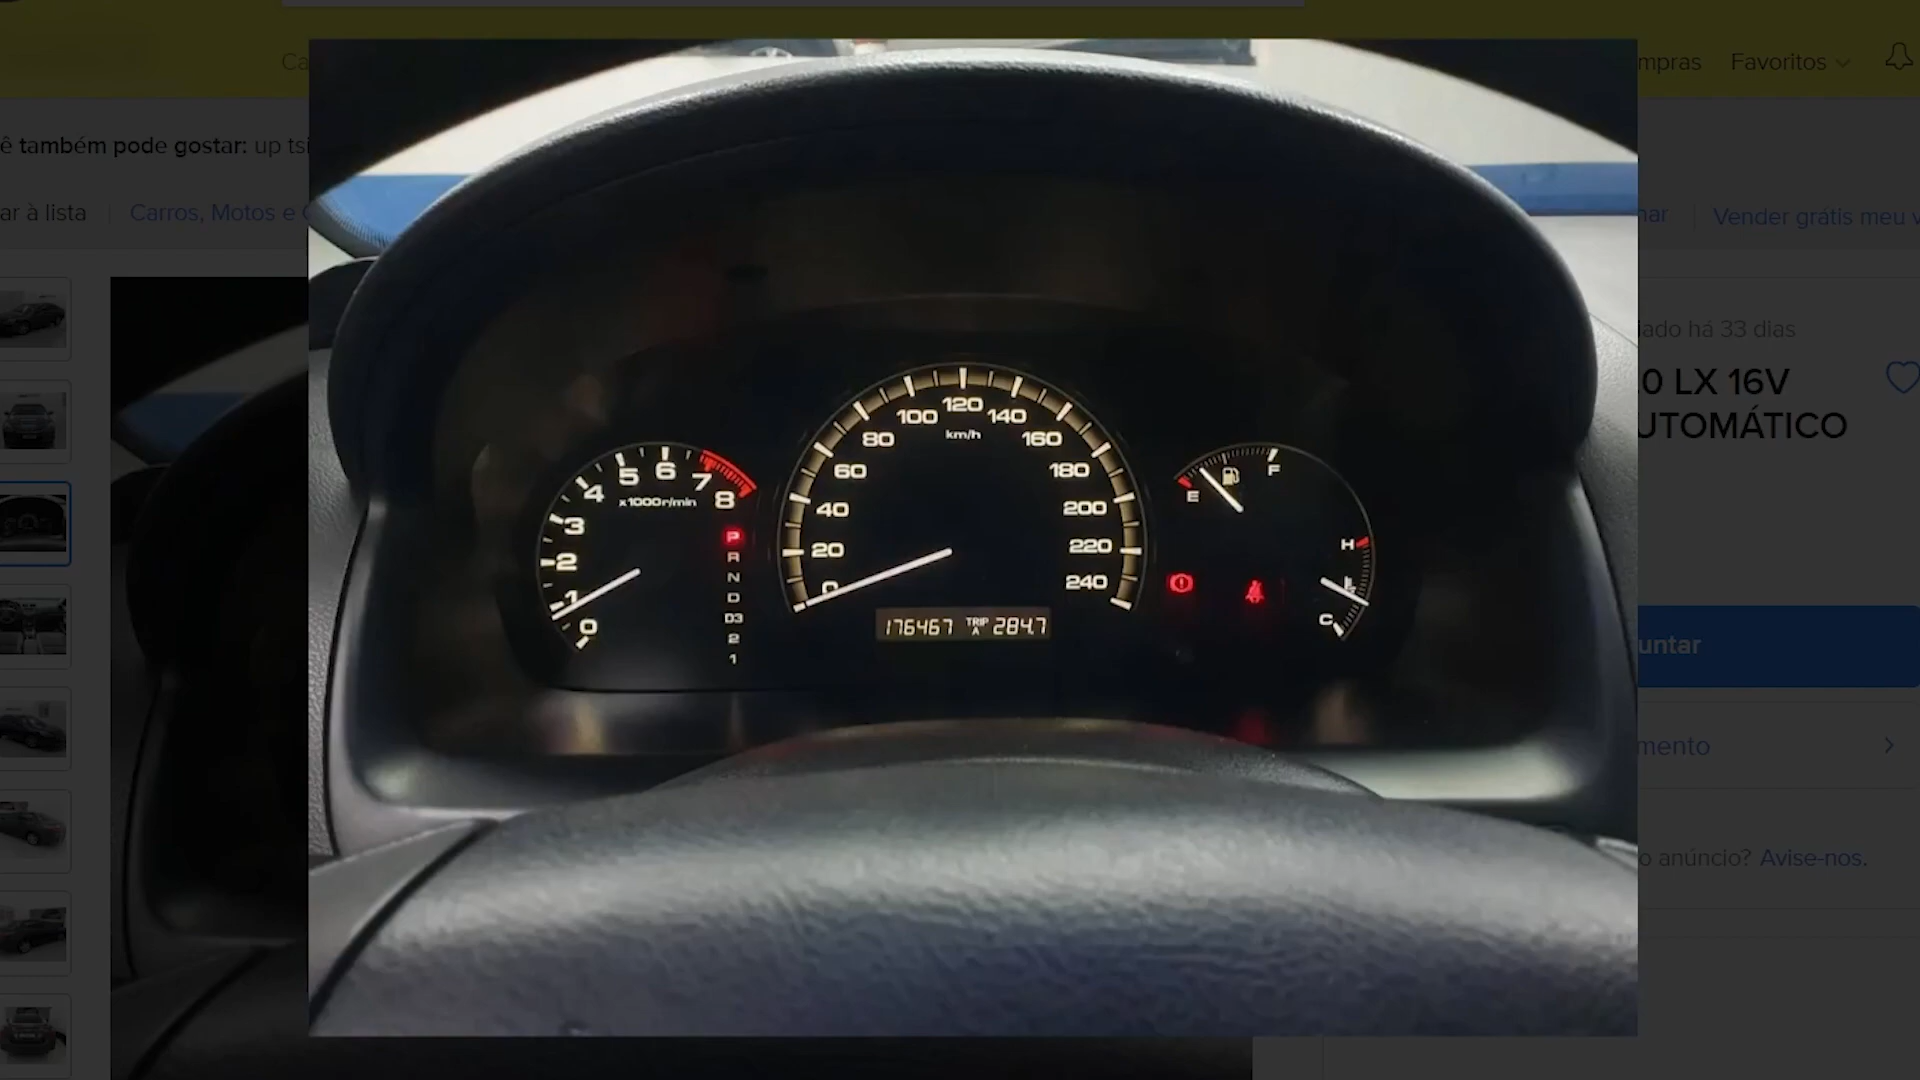 mpras Favoritos
ê também pode gostar: up tsi
ar à lista Carros, Motos e
nar Vender grátis meu v
iado há 33 dias
.0 LX 16V
UTOMÁTICO
untar
mento
o anúncio? Avise-nos.
0 1 2 3 4 5 6 7 8
x1000r/min
P
R
N
D
D3
2
1
0 20 40 60 80 100 120 140 160 180 200 220 240
km/h
176467 TRIP A 284.7
E F
H
C